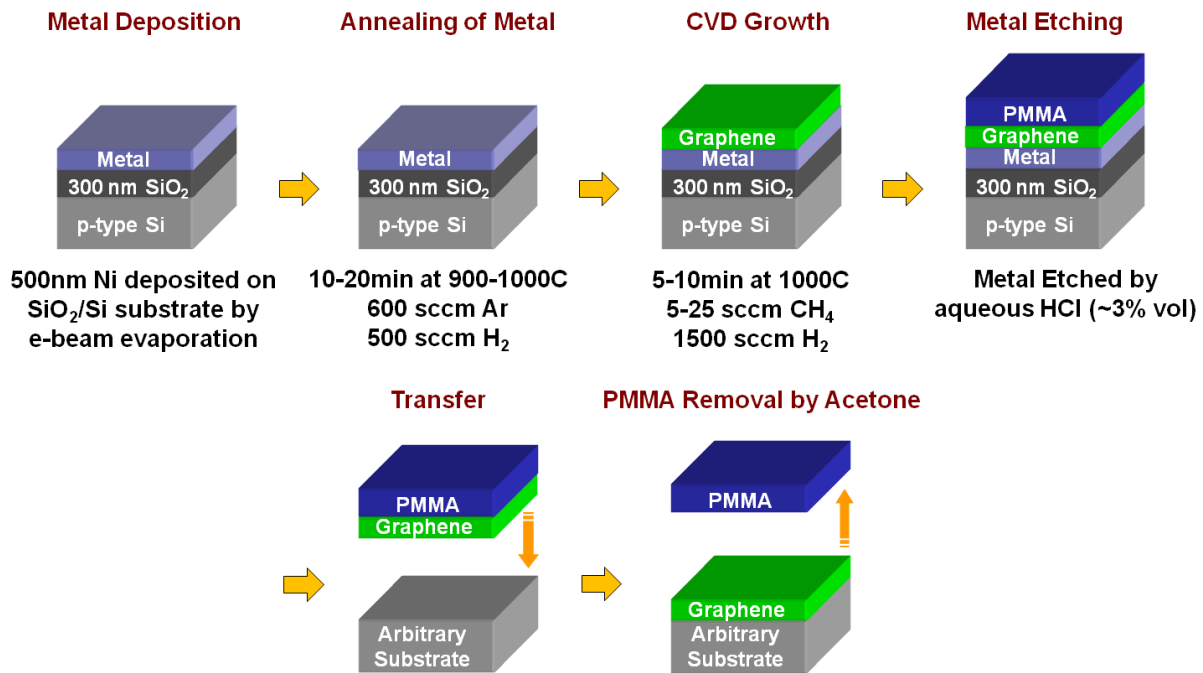 Metal Deposition
Metal
300 nm SiO₂
p-type Si
500nm Ni deposited on
SiO₂/Si substrate by
e-beam evaporation
Annealing of Metal
Metal
300 nm SiO₂
p-type Si
10-20min at 900-1000C
600 sccm Ar
500 sccm H₂
CVD Growth
Graphene
Metal
300 nm SiO₂
p-type Si
5-10min at 1000C
5-25 sccm CH₄
1500 sccm H₂
Metal Etching
PMMA
Graphene
Metal
300 nm SiO₂
p-type Si
Metal Etched by
aqueous HCl (~3% vol)
Transfer
PMMA
Graphene
Arbitrary
Substrate
PMMA Removal by Acetone
PMMA
Graphene
Arbitrary
Substrate